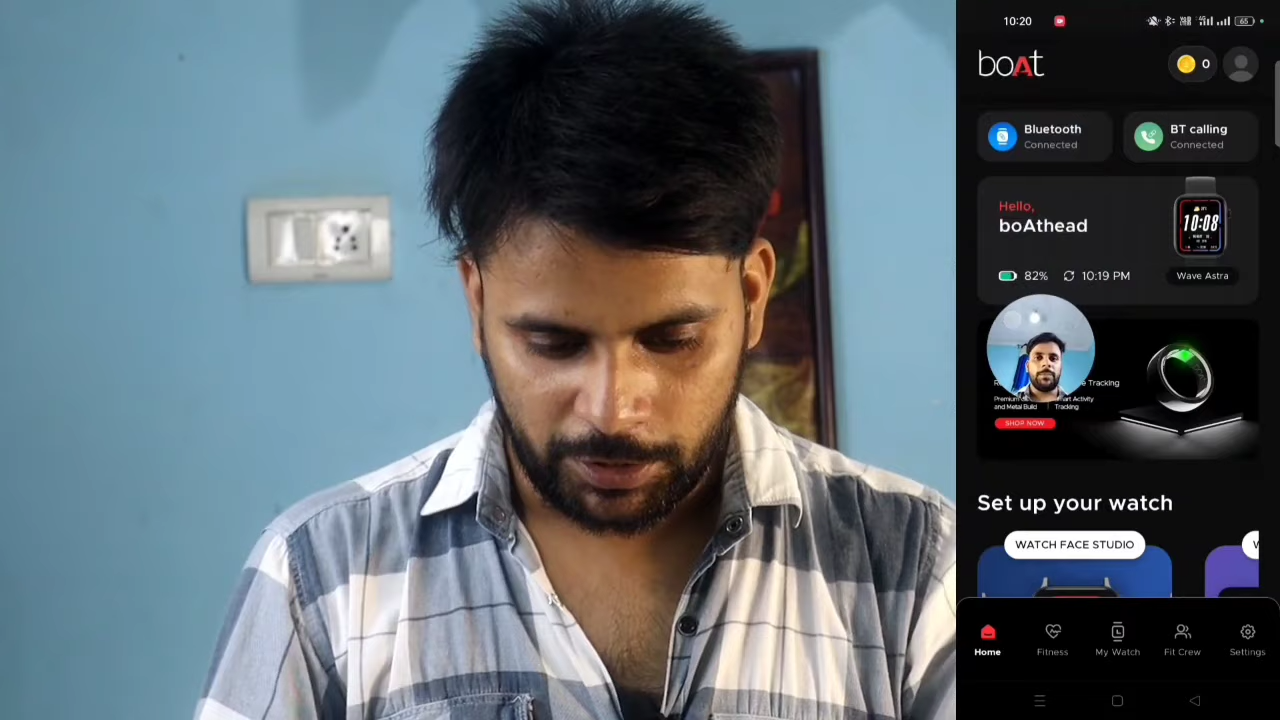 10:20
65
boAt
0
Bluetooth
Connected
BT calling
Connected
Hello,
boAthead
10:08
82%
10:19 PM
Wave Astra
Tracking
Premium
and Metal Build
Activity
Tracking
SHOP NOW
Set up your watch
WATCH FACE STUDIO
Home
Fitness
My Watch
Fit Crew
Settings